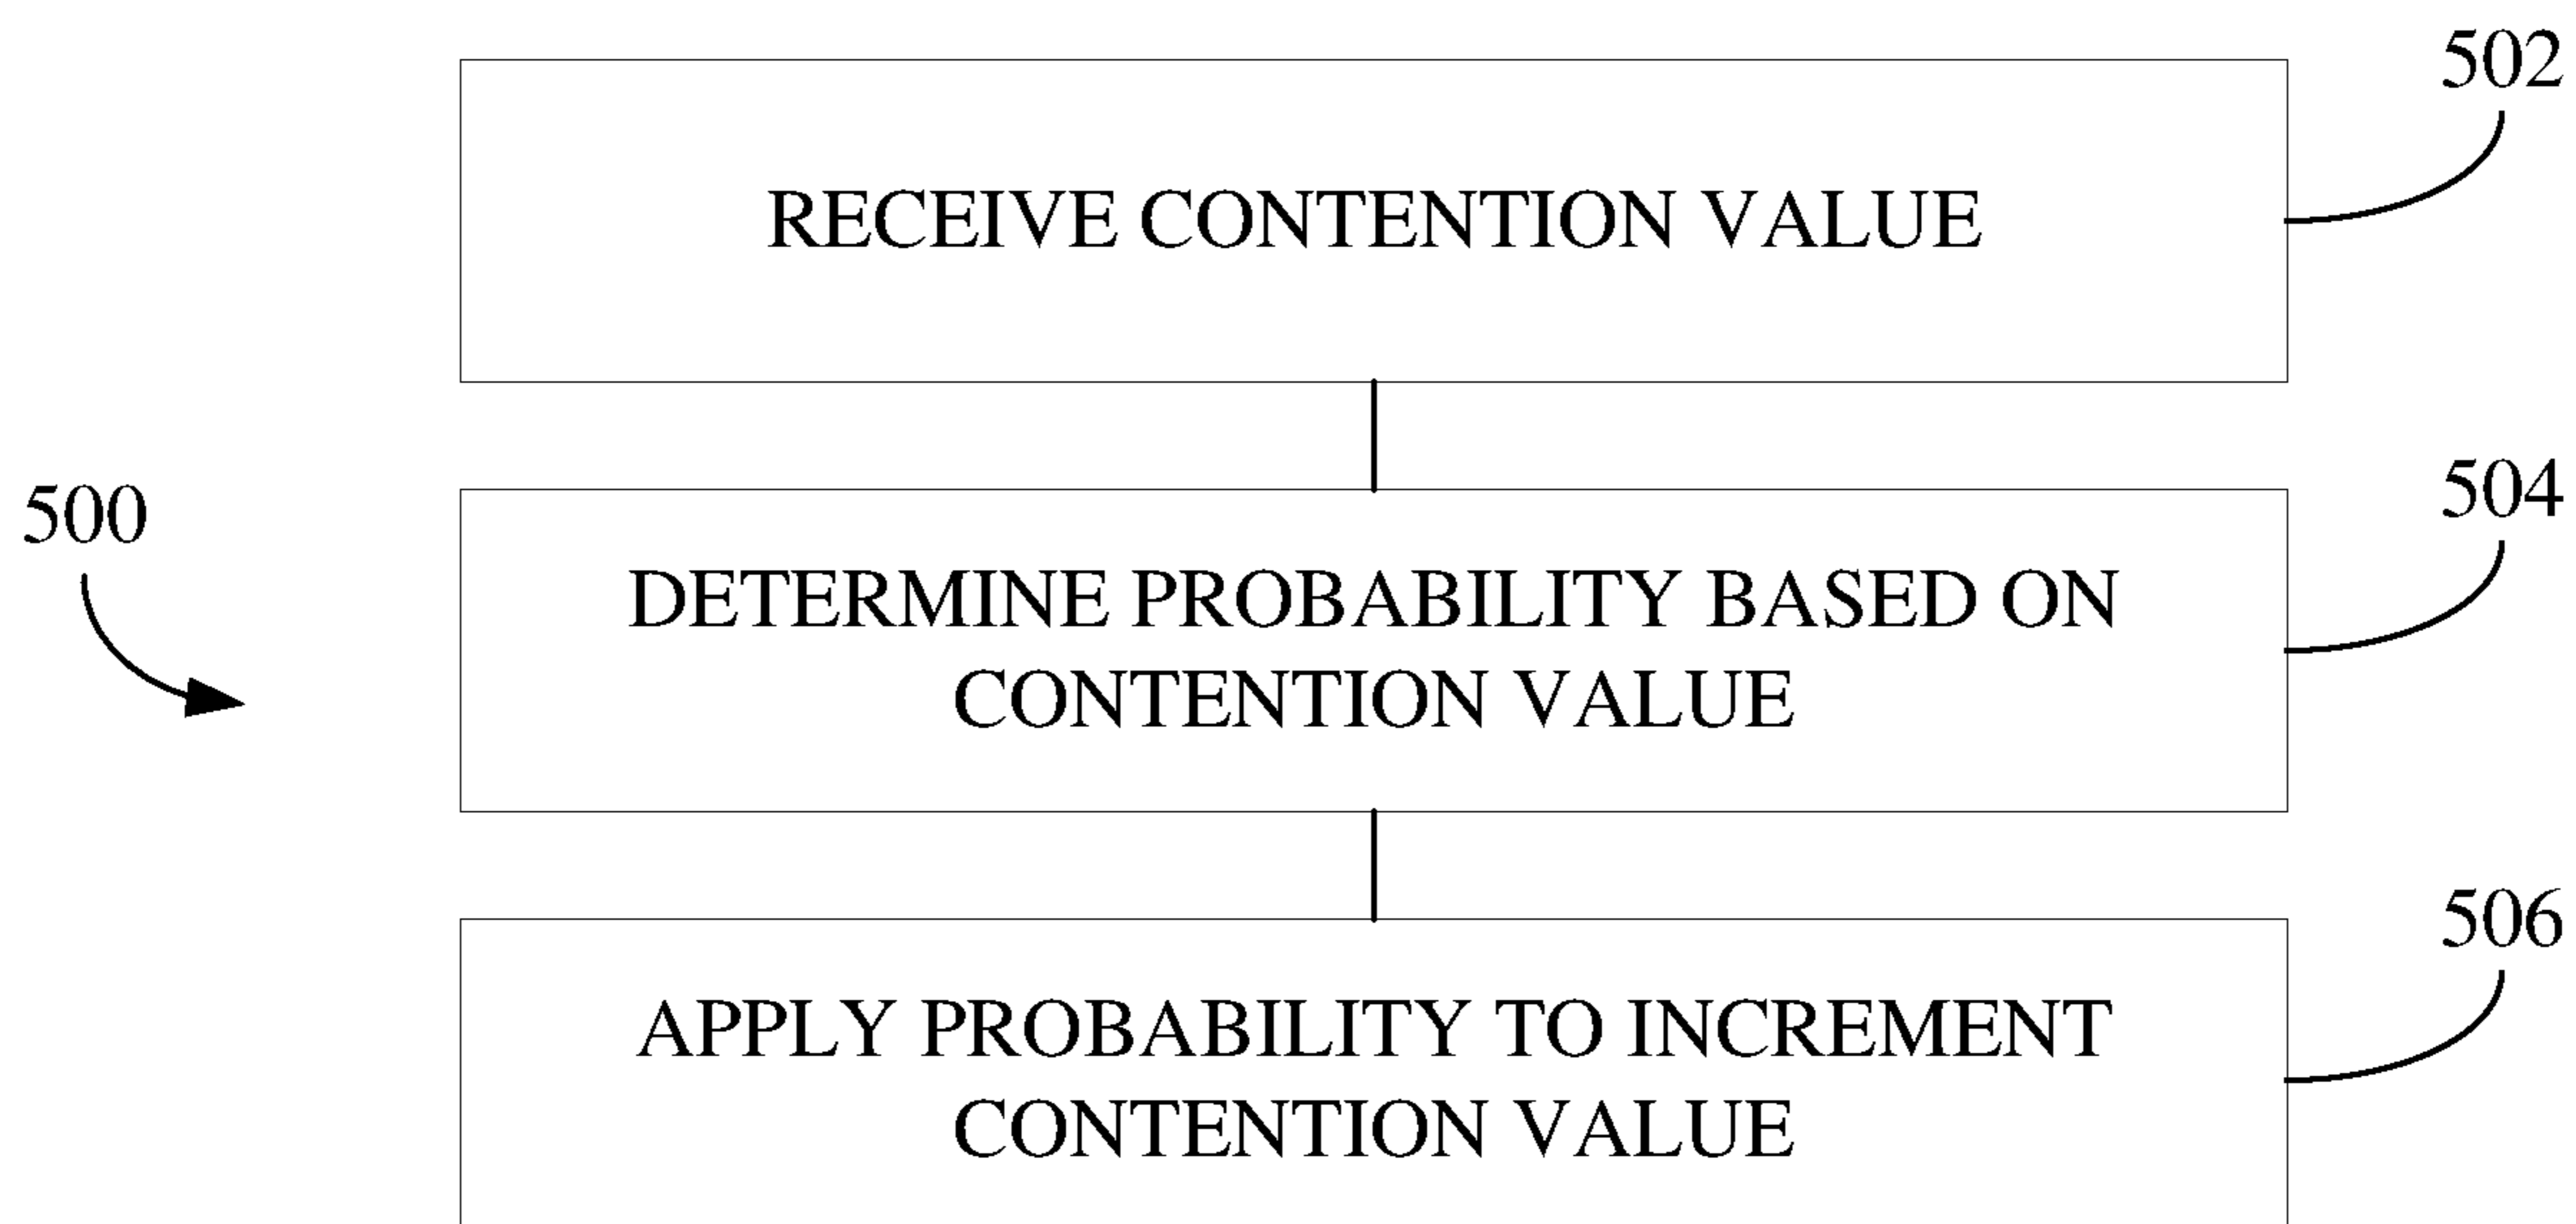 502
RECEIVE CONTENTION VALUE
504
500
DETERMINE PROBABILITY BASED ON
CONTENTION VALUE
506
APPLY PROBABILITY TO INCREMENT
CONTENTION VALUE